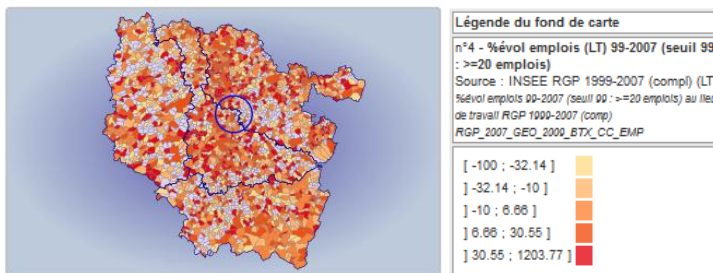 Légende du fond de carte
n°4 - %évol emplois (LT) 99-2007 (seuil 99
: >=20 emplois)
Source : INSEE RGP 1999-2007 (compl) (LT
%évol emplois 99-2007 (seuil 99 : >=20 emplois) au lieu
de travail RGP 1999-2007 (comp)
RGP_2007_GEO_2009_BTX_CC_EMP
[ -100 ; -32.14 ]
] -32.14 ; -10 ]
] -10 ; 6.66 ]
] 6.66 ; 30.55 ]
] 30.55 ; 1203.77 ]